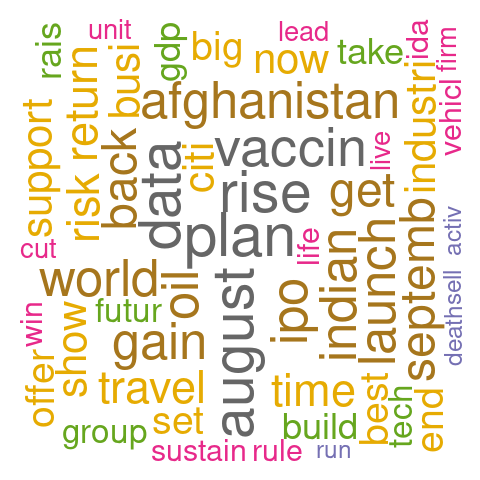 unit
lead
rais
gdp
big
now
take
ida
firm
busi
return
afghanistan
industri
vehicl
support
risk
back
data
citi
vaccin
live
rise
get
plan
life
cut
world
oil
indian
launch
septemb
activ
deathsell
futur
ipo
august
win
show
gain
offer
travel
time
best
tech
end
set
group
build
sustain
rule
run